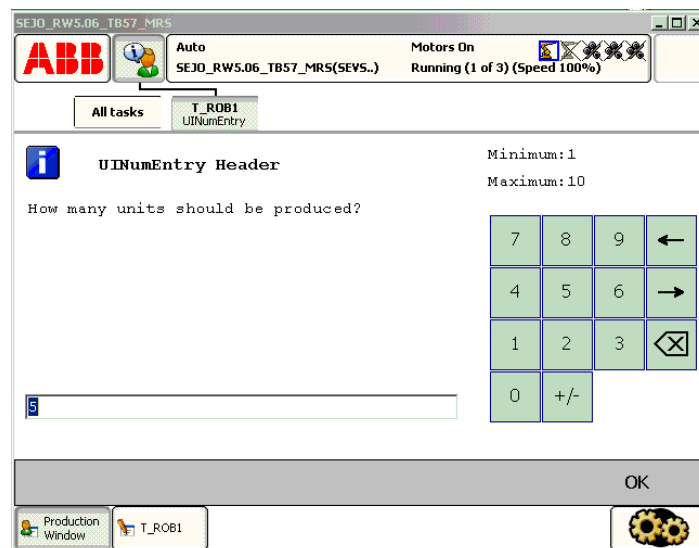 SEJO_RW5.06_TB57_MRS
ABB
Auto
SEJ0_RW5.06_TB57_MRS(SEVS..)
Motors On
Running (1 of 3) (Speed 100%)
All tasks
T_ROB1
UINumEntry
i
UINumEntry Header
Minimum:1
Maximum:10
How many units should be produced?
7 8 9 ←
4 5 6 →
1 2 3
0 +/-
5
OK
Production
Window
T_ROB1